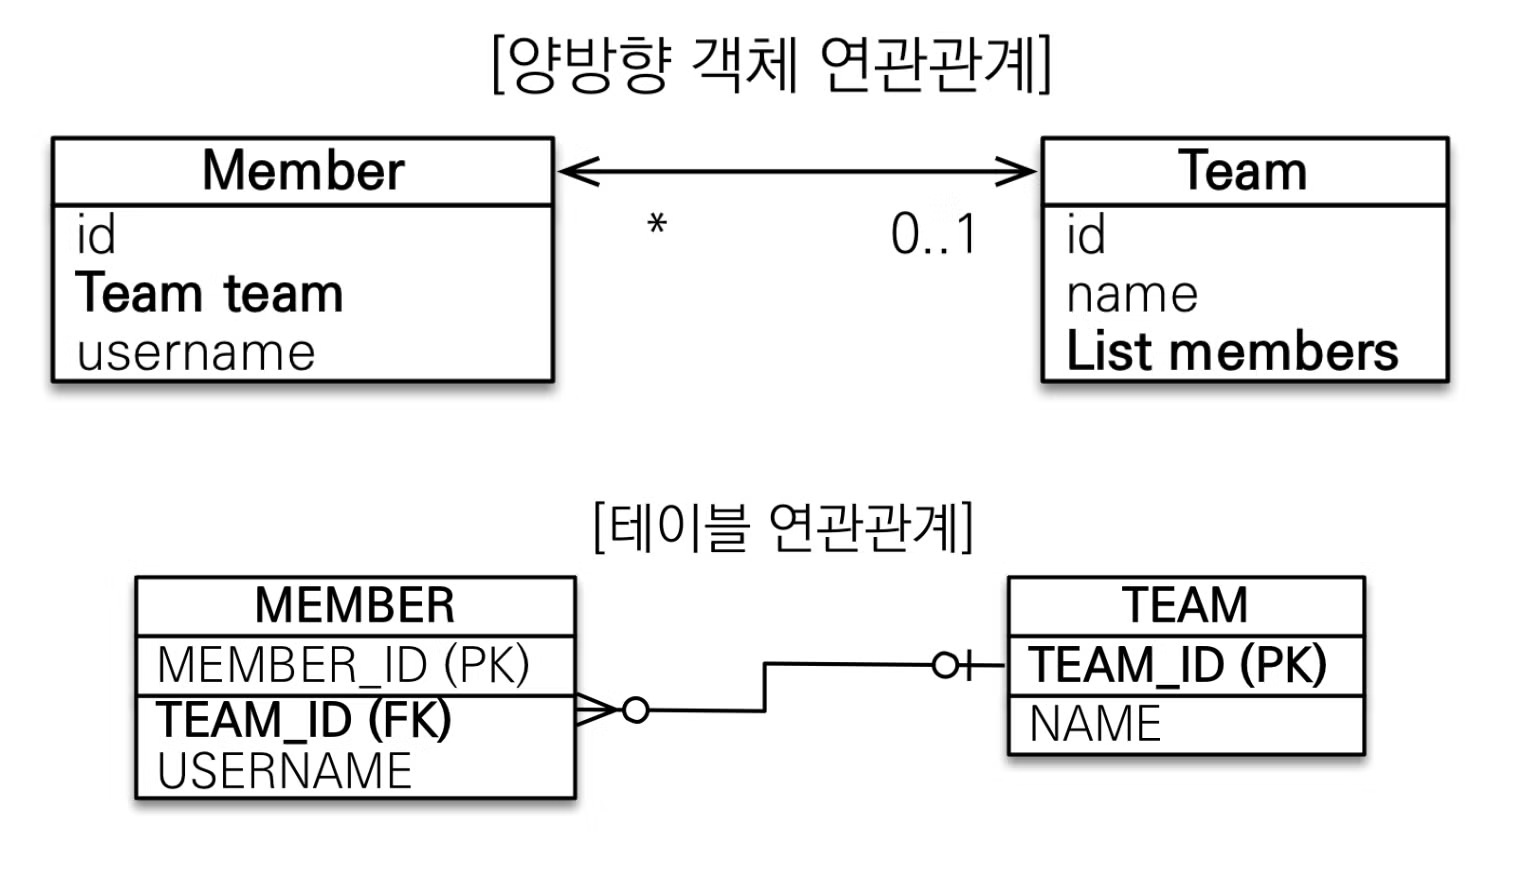 [양방향 객체 연관관계]
Member
id
Team team
username
*
0..1
Team
id
name
List members
[테이블 연관관계]
MEMBER
MEMBER_ID (PK)
TEAM_ID (FK)
USERNAME
TEAM
TEAM_ID (PK)
NAME